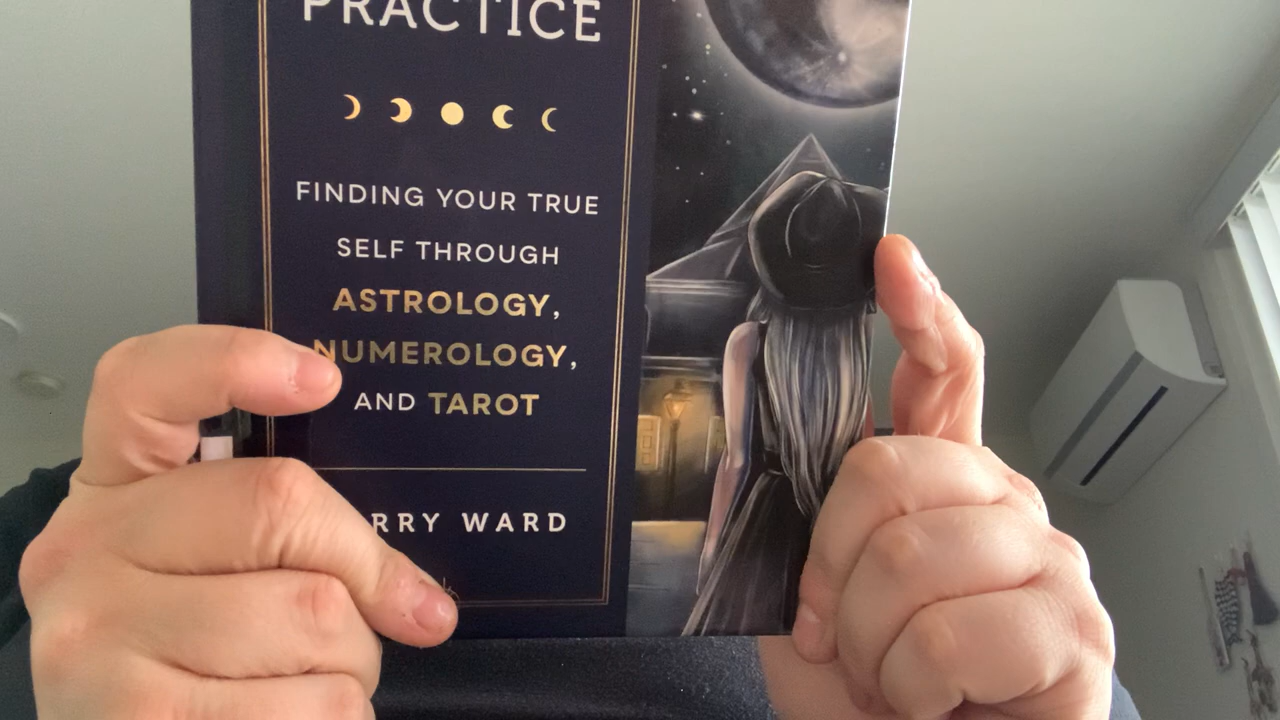 PRACTICE
FINDING YOUR TRUE
SELF THROUGH
ASTROLOGY,
NUMEROLOGY,
AND TAROT
RRY WARD